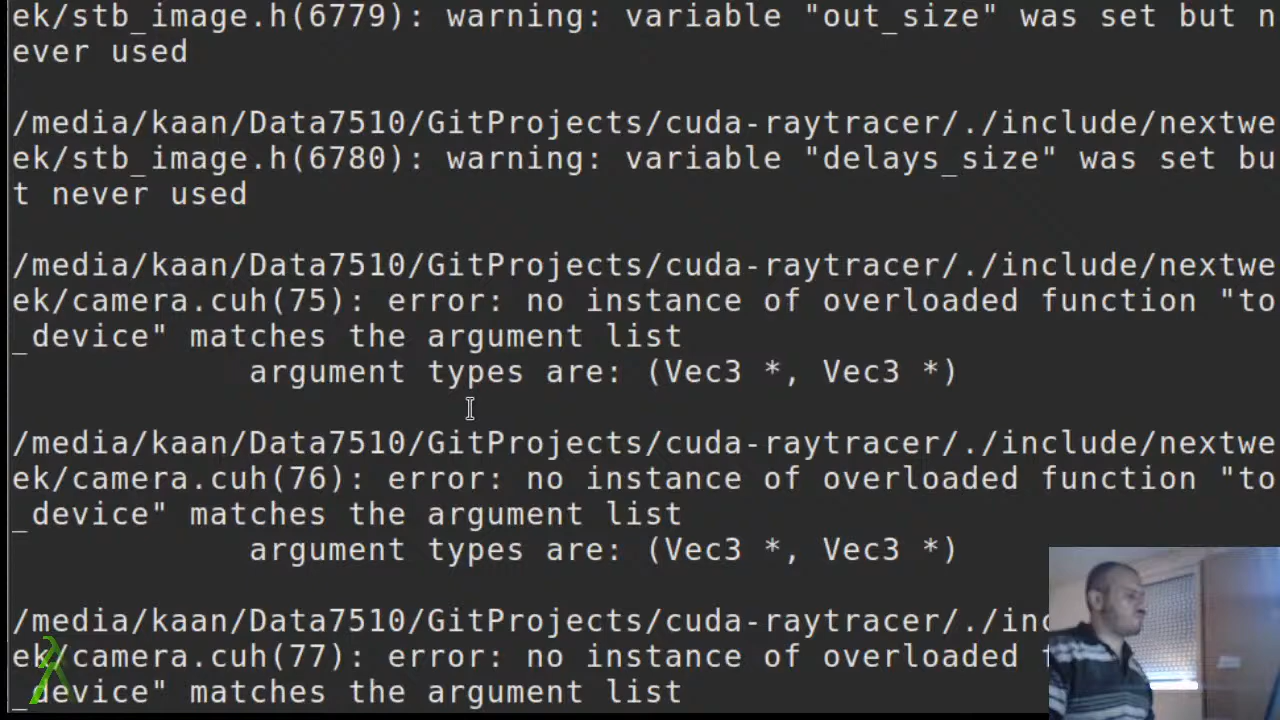 ek/stb_image.h(6779): warning: variable "out_size" was set but n
ever used
/media/kaan/Data7510/GitProjects/cuda-raytracer/./include/nextwe
ek/stb_image.h(6780): warning: variable "delays_size" was set bu
t never used
/media/kaan/Data7510/GitProjects/cuda-raytracer/./include/nextwe
ek/camera.cuh(75): error: no instance of overloaded function "to
_device" matches the argument list
argument types are: (Vec3 *, Vec3 *)
/media/kaan/Data7510/GitProjects/cuda-raytracer/./include/nextwe
ek/camera.cuh(76): error: no instance of overloaded function "to
_device" matches the argument list
argument types are: (Vec3 *, Vec3 *)
/media/kaan/Data7510/GitProjects/cuda-raytracer/./inc
ek/camera.cuh(77): error: no instance of overloaded
_device" matches the argument list
λ